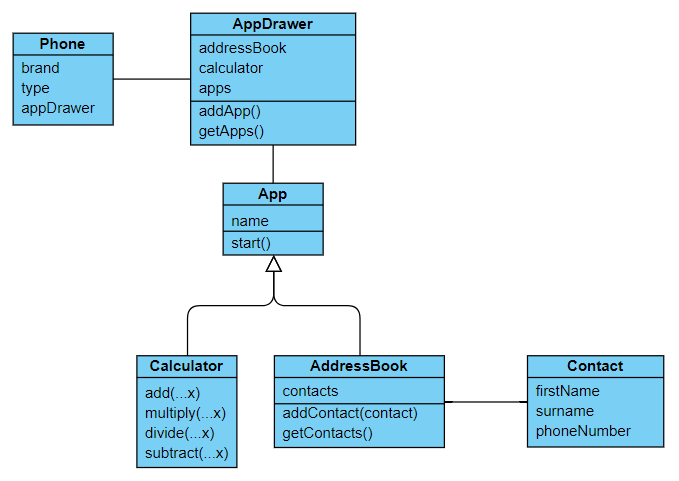 Phone
brand
type
appDrawer
AppDrawer
addressBook
calculator
apps
addApp()
getApps()
App
name
start()
Calculator
add(...x)
multiply(...x)
divide(...x)
subtract(...x)
AddressBook
contacts
addContact(contact)
getContacts()
Contact
firstName
surname
phoneNumber